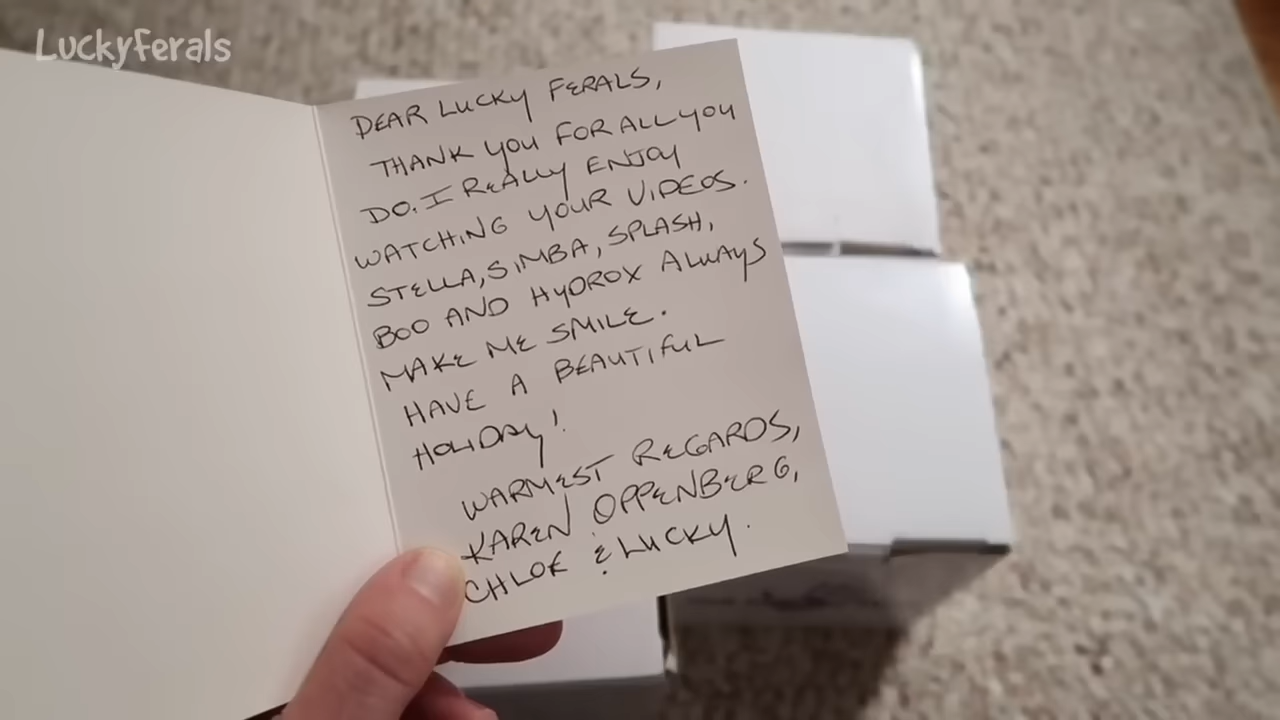 LuckyFerals
DEAR LUCKY FERALS,
THANK YOU FOR ALL YOU
DO. I REALLY ENJOY
WATCHING YOUR VIDEOS.
STELLA, SIMBA, SPLASH,
BOO AND HYDROX ALWAYS
MAKE ME SMILE.
HAVE A BEAUTIFUL
HOLIDAY!
WARMEST REGARDS,
KAREN OPPENBERG,
CHLOE & LUCKY.